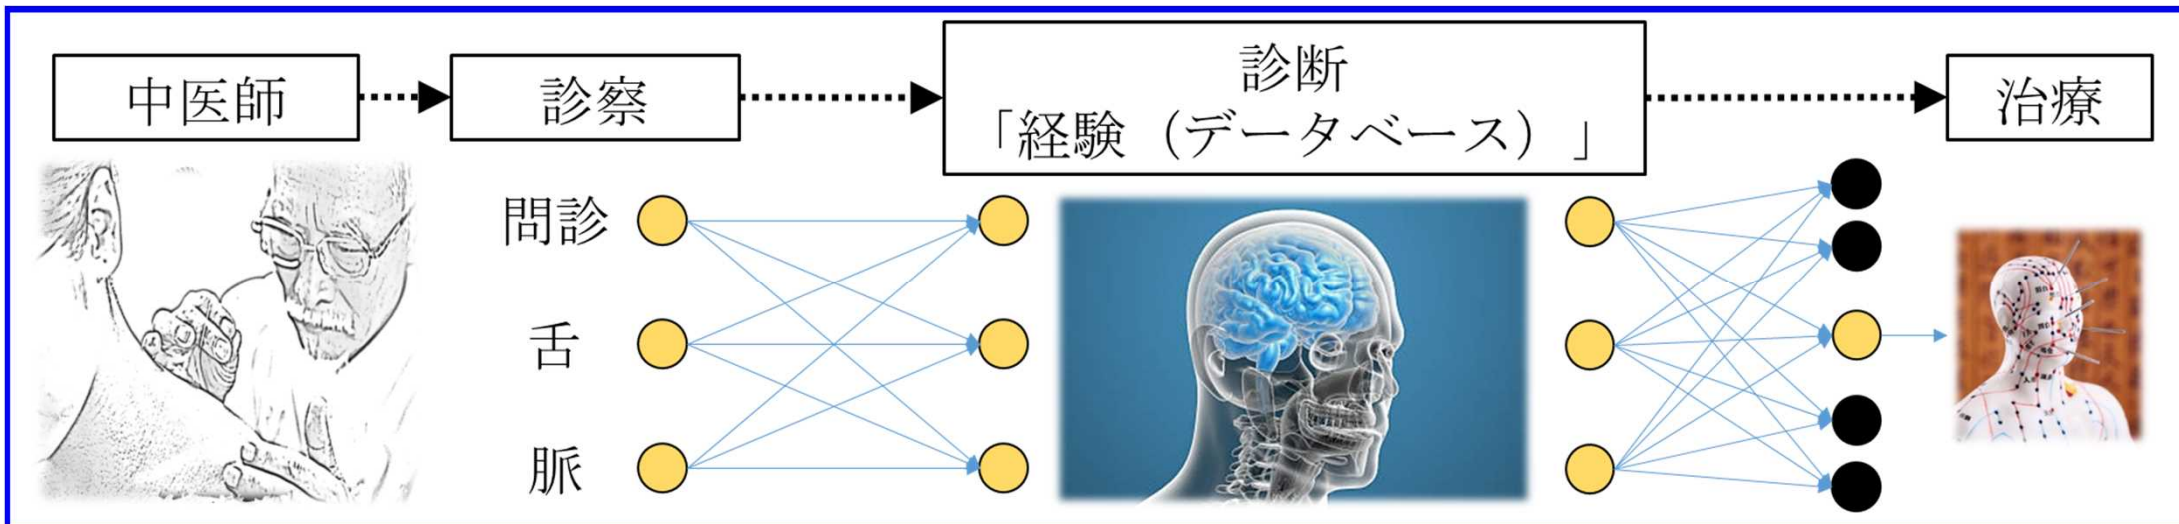 中医師
診察
診断
「経験（データベース）」
治療
問診
舌
脈